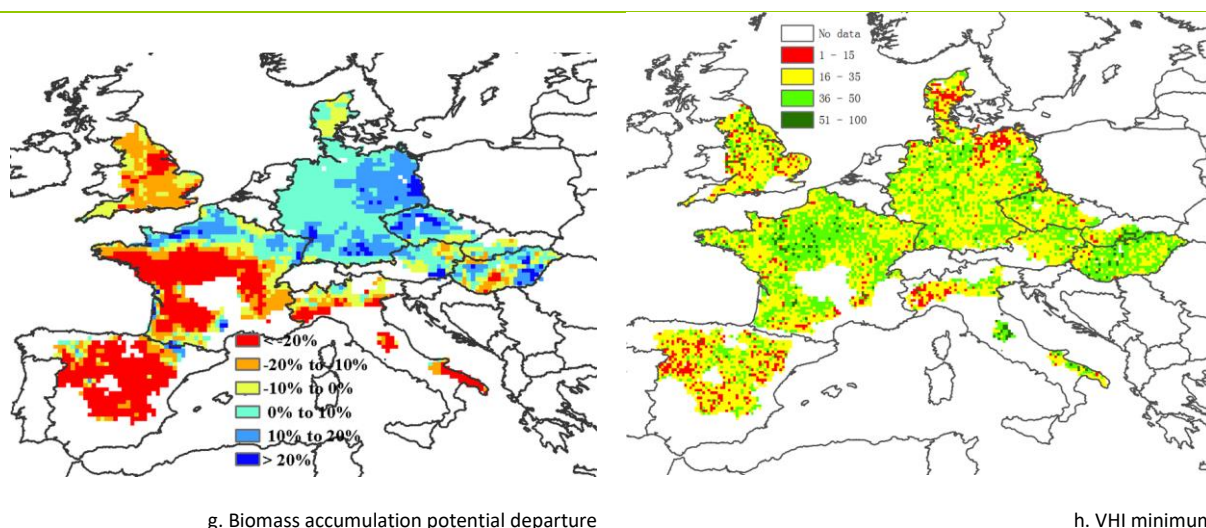 No data
1 - 15
16 - 35
36 - 50
51 - 100
< -20%
-20% to -10%
-10% to 0%
0% to 10%
10% to 20%
> 20%
g. Biomass accumulation potential departure
h. VHI minimum